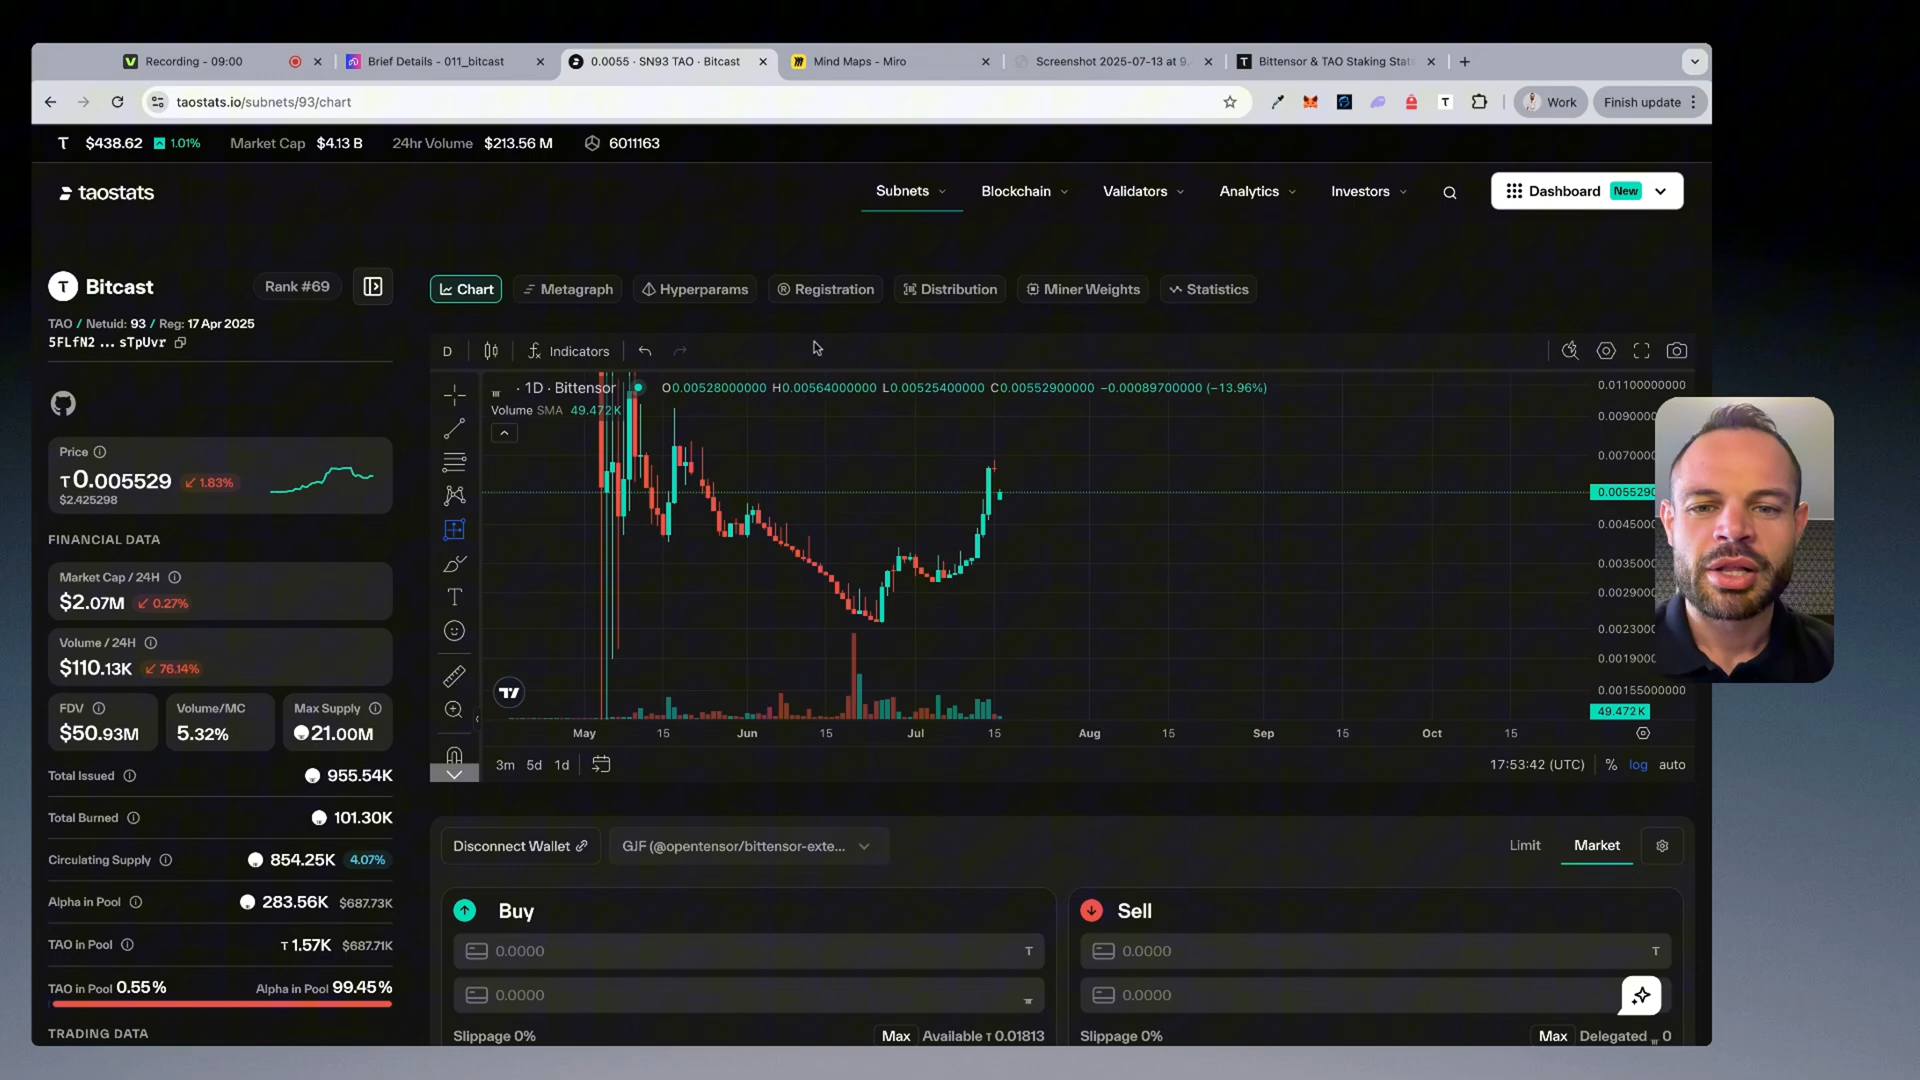 Recording - 09:00
Brief Details - 011_bitcast
0.0055 · SN93 TAO · Bitcast
Mind Maps - Miro
Screenshot 2025-07-13 at 9.
Bittensor & TAO Staking Stats
taostats.io/subnets/93/chart
Work
Finish update
$438.62 1.01% Market Cap $4.13 B 24hr Volume $213.56 M 6011163
taostats
Subnets
Blockchain
Validators
Analytics
Investors
Dashboard New
Bitcast
Rank #69
TAO / Netuid: 93 / Reg: 17 Apr 2025
5FLfN2 ... sTpUvr
Chart
Metagraph
Hyperparams
Registration
Distribution
Miner Weights
Statistics
Price
T0.005529 1.83%
$2.425298
FINANCIAL DATA
Market Cap / 24H
$2.07M 0.27%
Volume / 24H
$110.13K 76.14%
FDV
$50.93M
Volume/MC
5.32%
Max Supply
21.00M
Total Issued 955.54K
Total Burned 101.30K
Circulating Supply 854.25K 4.07%
Alpha in Pool 283.56K $687.73K
TAO in Pool T 1.57K $687.71K
TAO in Pool 0.55% Alpha in Pool 99.45%
TRADING DATA
D
Indicators
· 1D · Bittensor O0.00528000000 H0.00564000000 L0.00525400000 C0.00552900000 −0.00089700000 (−13.96%)
Volume SMA 49.472K
0.01100000000
0.0090000
0.0070000
0.0055290
0.0045000
0.0035000
0.0029000
0.0023000
0.0019000
0.00155000000
49.472K
May 15 Jun 15 Jul 15 Aug 15 Sep 15 Oct 15
3m 5d 1d
17:53:42 (UTC) % log auto
Disconnect Wallet
GJF (@opentensor/bittensor-exte...
Limit
Market
Buy
0.0000 T
0.0000
Slippage 0% Max Available T 0.01813
Sell
0.0000 T
0.0000
Slippage 0% Max Delegated 0